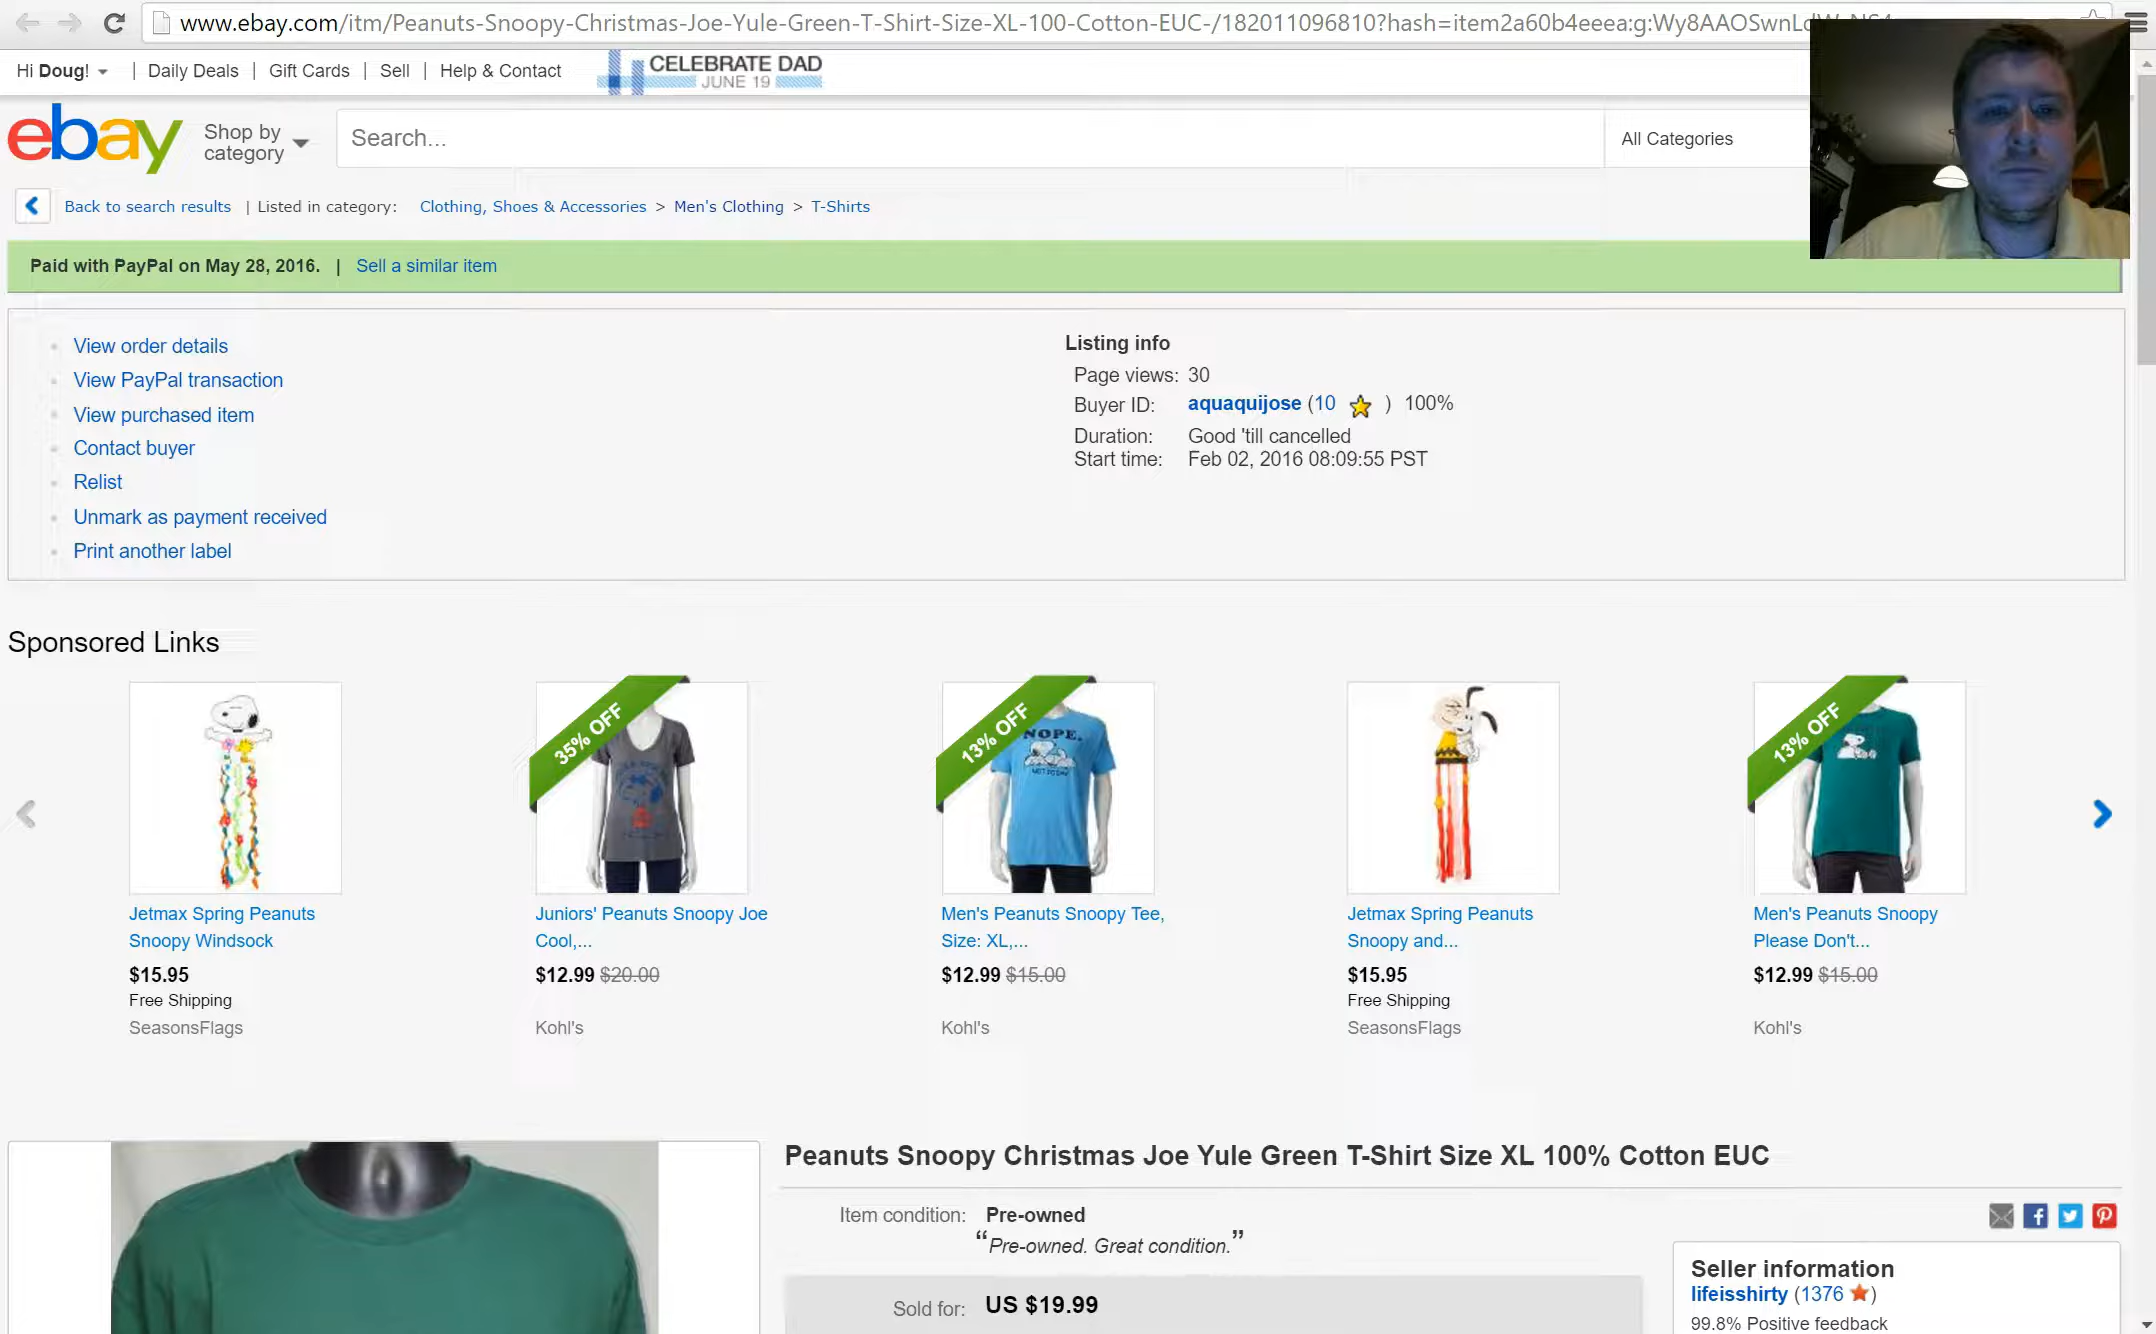 www.ebay.com/itm/Peanuts-Snoopy-Christmas-Joe-Yule-Green-T-Shirt-Size-XL-100-Cotton-EUC-/182011096810?hash=item2a60b4eeea:g:Wy8AAOSwnLdW
Hi Doug! | Daily Deals | Gift Cards | Sell | Help & Contact
CELEBRATE DAD
JUNE 19
ebay
Shop by
category
Search...
All Categories
Back to search results | Listed in category: Clothing, Shoes & Accessories > Men's Clothing > T-Shirts
Paid with PayPal on May 28, 2016. | Sell a similar item
View order details
View PayPal transaction
View purchased item
Contact buyer
Relist
Unmark as payment received
Print another label
Listing info
Page views: 30
Buyer ID: aquaquijose (10 ) 100%
Duration: Good 'till cancelled
Start time: Feb 02, 2016 08:09:55 PST
Sponsored Links
Jetmax Spring Peanuts
Snoopy Windsock
$15.95
Free Shipping
SeasonsFlags
35% OFF
Juniors' Peanuts Snoopy Joe
Cool,...
$12.99 $20.00
Kohl's
13% OFF
NOPE.
NOT TODAY
Men's Peanuts Snoopy Tee,
Size: XL,...
$12.99 $15.00
Kohl's
Jetmax Spring Peanuts
Snoopy and...
$15.95
Free Shipping
SeasonsFlags
13% OFF
Men's Peanuts Snoopy
Please Don't...
$12.99 $15.00
Kohl's
Peanuts Snoopy Christmas Joe Yule Green T-Shirt Size XL 100% Cotton EUC
Item condition: Pre-owned
“Pre-owned. Great condition.”
Sold for: US $19.99
Seller information
lifeisshirty (1376 )
99.8% Positive feedback